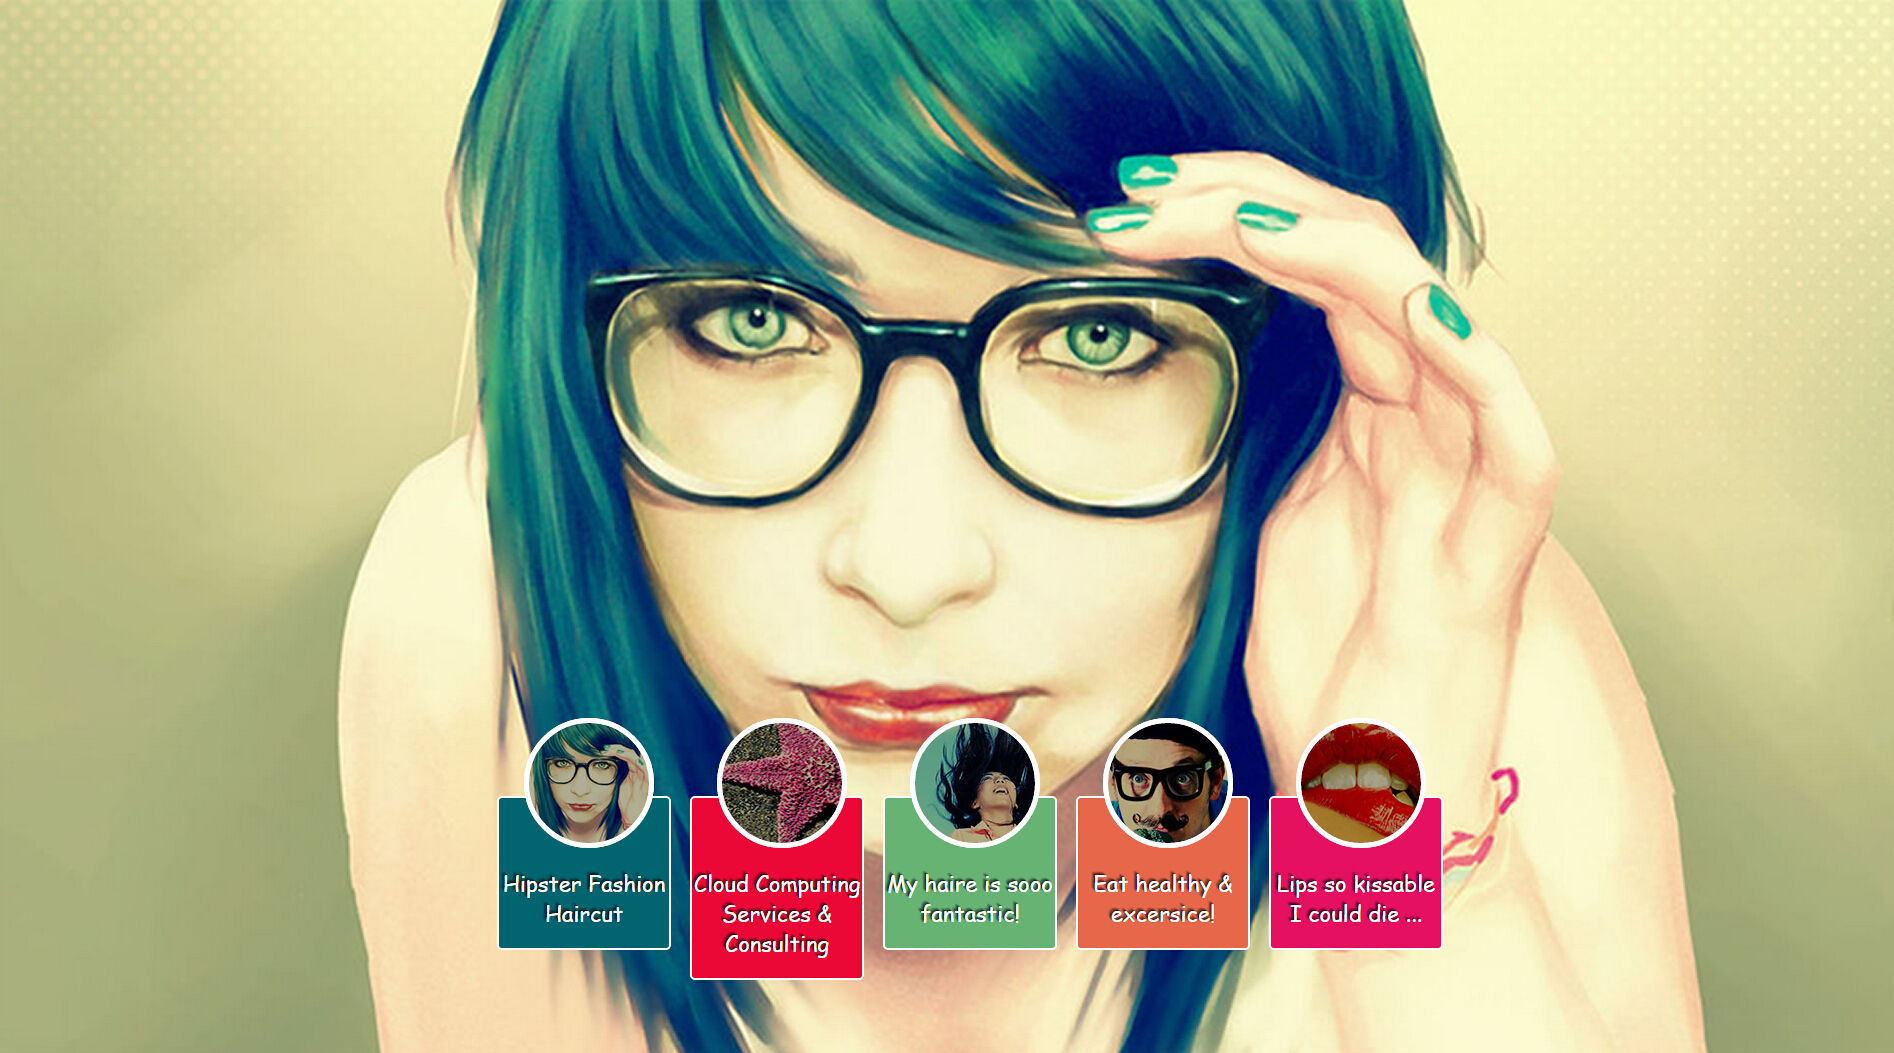 Hipster Fashion
Haircut
Cloud Computing
Services &
Consulting
My haire is sooo
fantastic!
Eat healthy &
excersice!
Lips so kissable
I could die ...